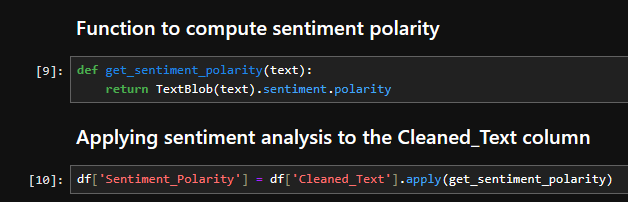 Function to compute sentiment polarity
[9]: def get_sentiment_polarity(text):
    return TextBlob(text).sentiment.polarity
Applying sentiment analysis to the Cleaned_Text column
[10]: df['Sentiment_Polarity'] = df['Cleaned_Text'].apply(get_sentiment_polarity)